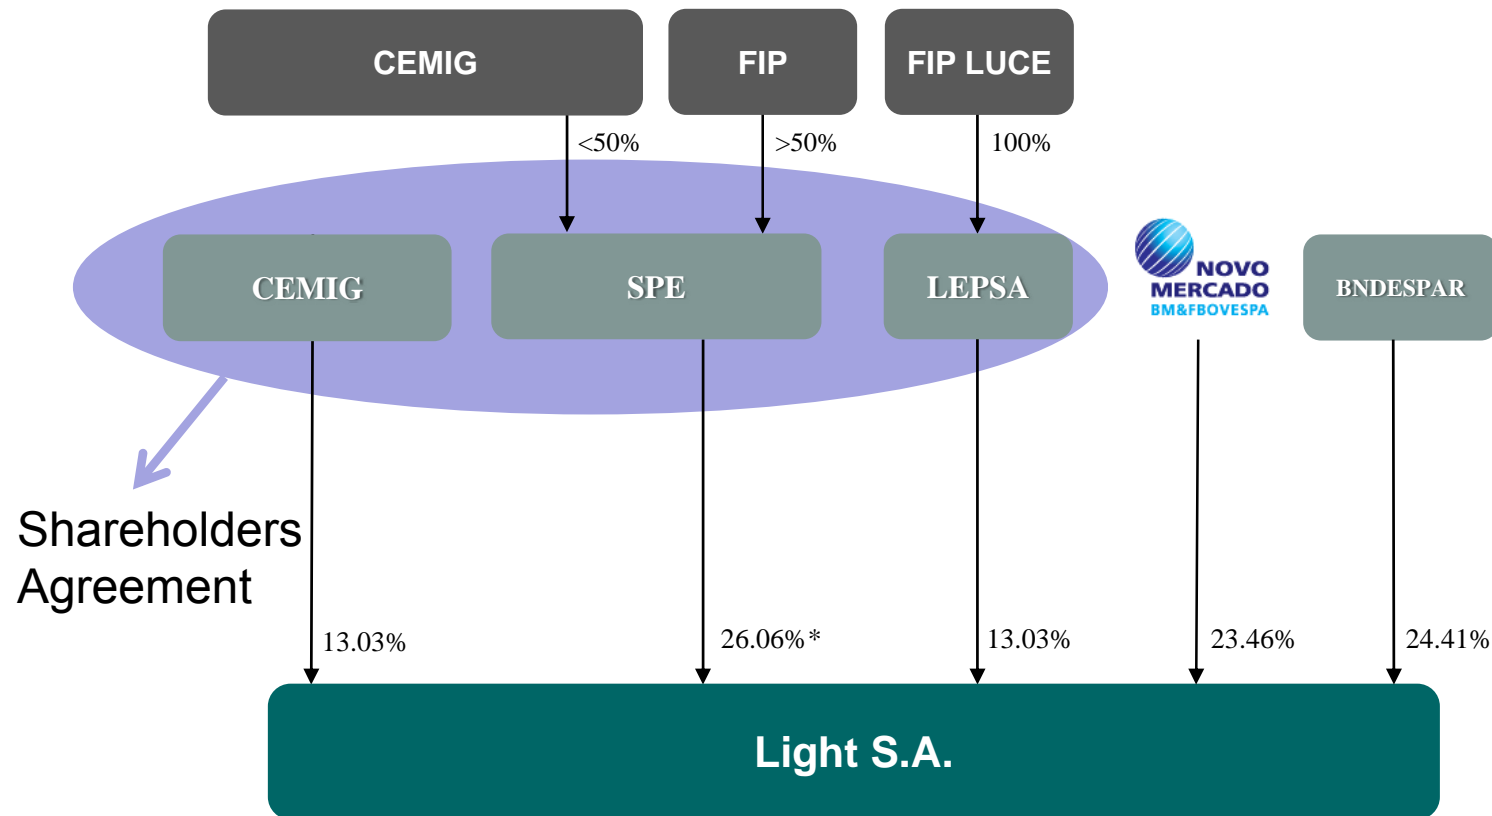 CEMIG
FIP
FIP LUCE
<50%
>50%
100%
CEMIG
SPE
LEPSA
NOVO
MERCADO
BM&FBOVESPA
BNDESPAR
Shareholders
Agreement
13.03%
26.06%*
13.03%
23.46%
24.41%
Light S.A.